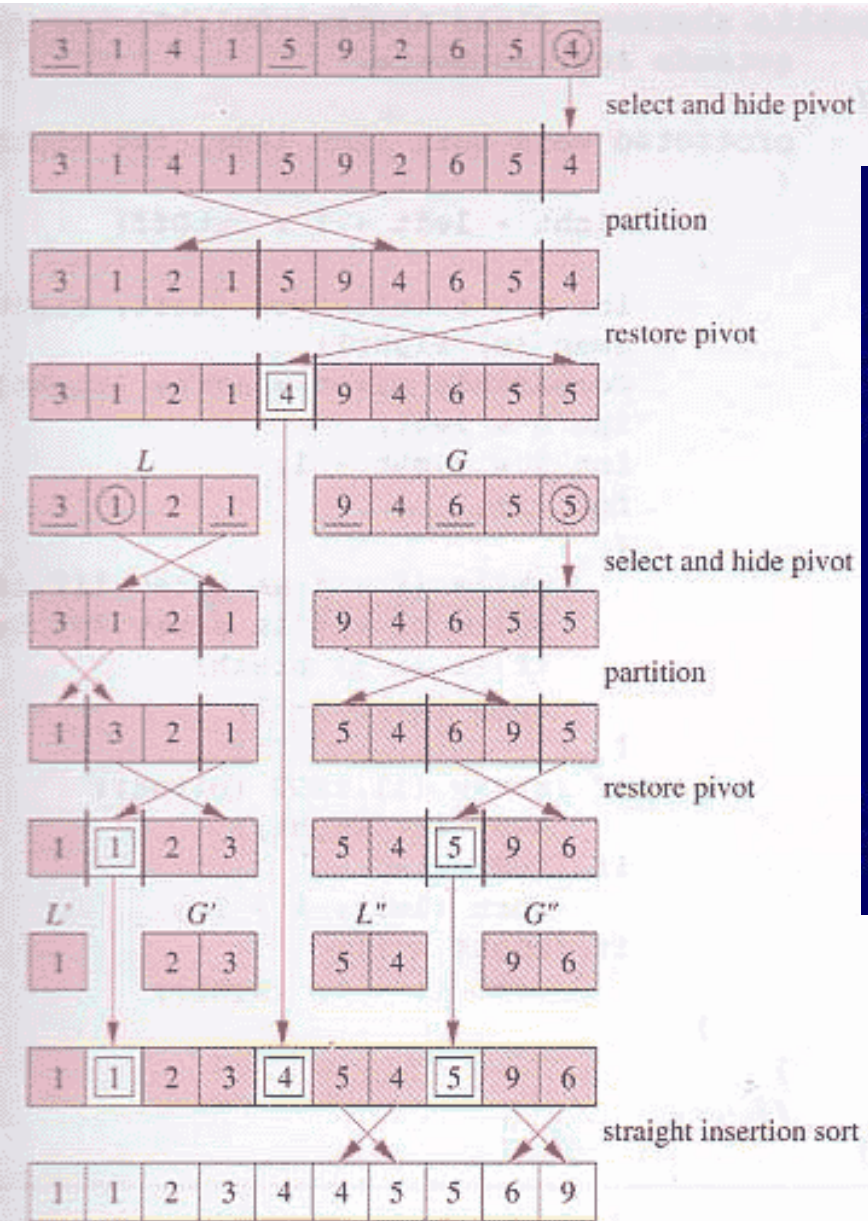 3 1 4 1 5 9 2 6 5 4
select and hide pivot
3 1 4 1 5 9 2 6 5 4
partition
3 1 2 1 5 9 4 6 5 4
restore pivot
3 1 2 1 4 9 4 6 5 5
L G
3 1 2 1 9 4 6 5 5
select and hide pivot
3 1 2 1 9 4 6 5 5
partition
1 3 2 1 5 4 6 9 5
restore pivot
1 1 2 3 5 4 5 9 6
L' G' L" G"
1 2 3 5 4 9 6
1 1 2 3 4 5 4 5 9 6
straight insertion sort
1 1 2 3 4 4 5 5 6 9